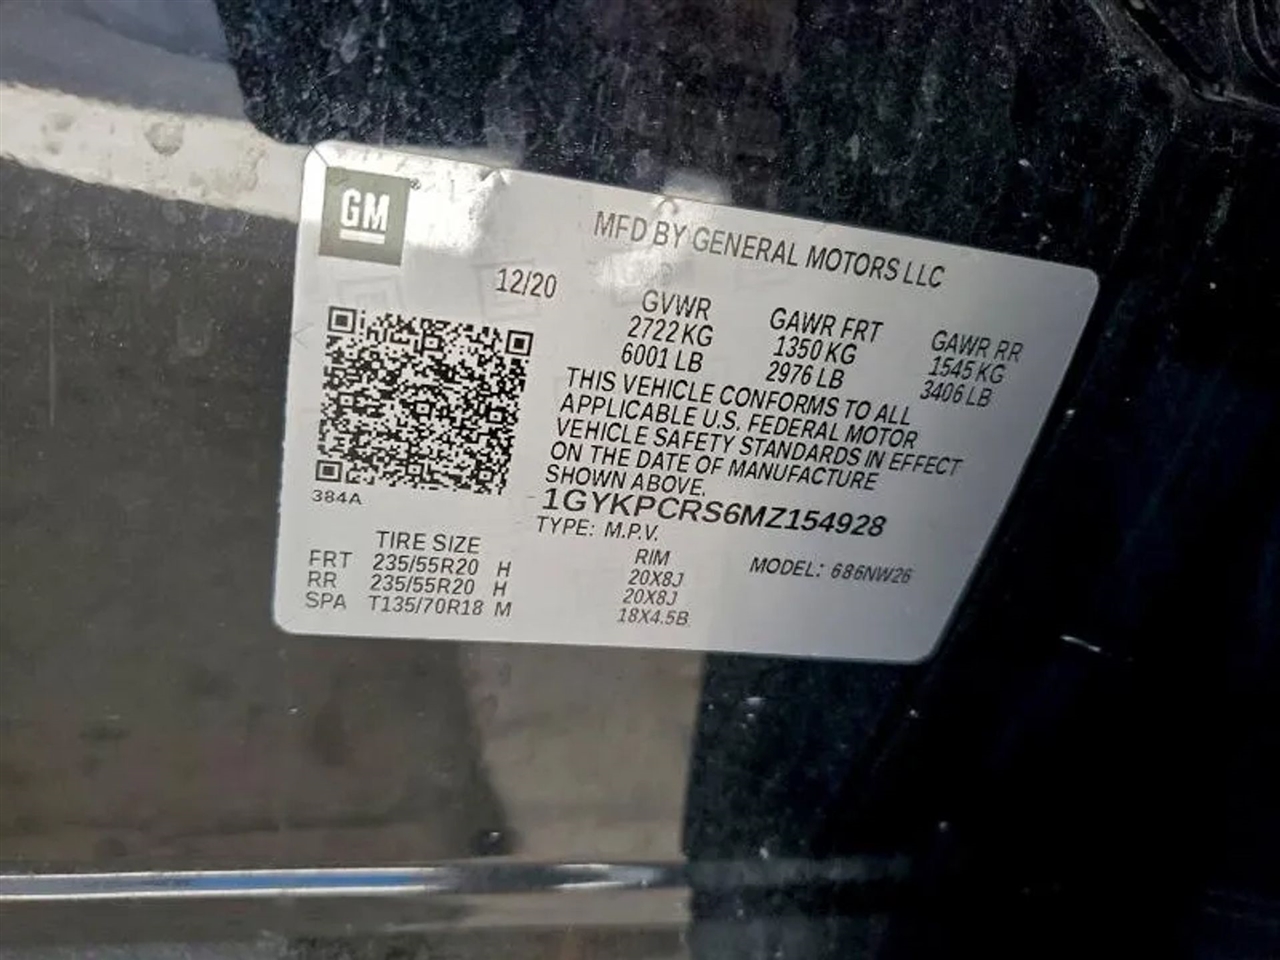 GM
MFD BY GENERAL MOTORS LLC
12/20
GVWR GAWR FRT GAWR RR
2722 KG 1350 KG 1545 KG
6001 LB 2976 LB 3406 LB
THIS VEHICLE CONFORMS TO ALL
APPLICABLE U.S. FEDERAL MOTOR
VEHICLE SAFETY STANDARDS IN EFFECT
ON THE DATE OF MANUFACTURE
SHOWN ABOVE.
384A
1GYKPCRS6MZ154928
TYPE: M.P.V.
MODEL: 686NW26
TIRE SIZE RIM
FRT 235/55R20 H 20X8J
RR 235/55R20 H 20X8J
SPA T135/70R18 M 18X4.5B